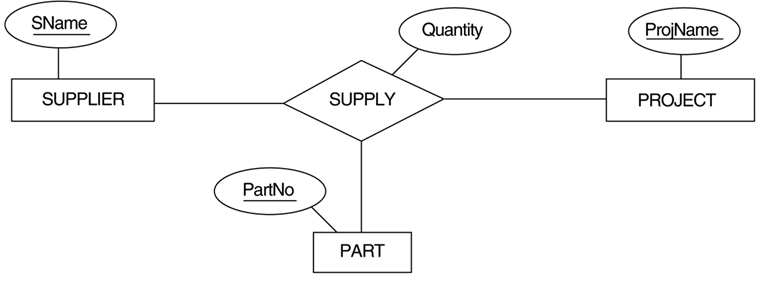 SName
Quantity
ProjName
SUPPLIER
SUPPLY
PROJECT
PartNo
PART